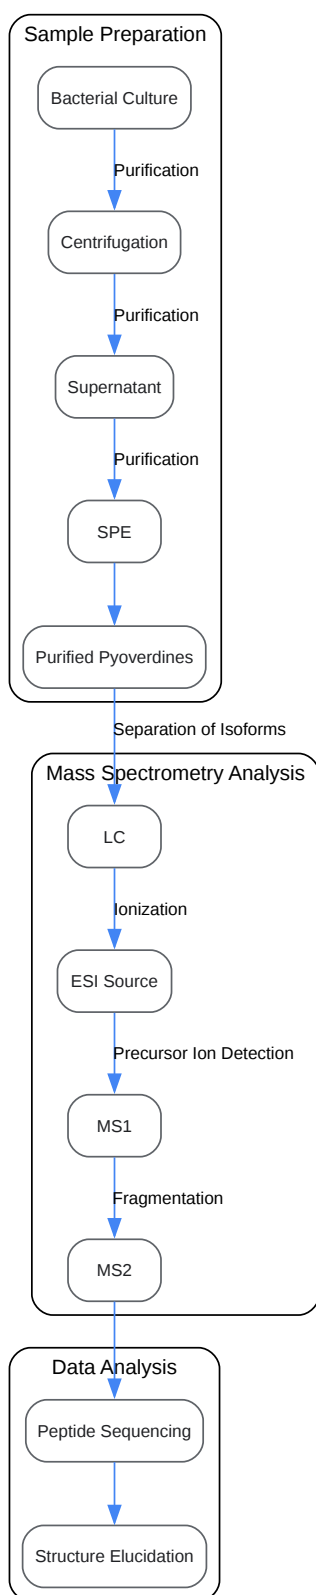 Sample Preparation
Bacterial Culture
Purification
Centrifugation
Purification
Supernatant
Purification
SPE
Purified Pyoverdines
Separation of Isoforms
Mass Spectrometry Analysis
LC
Ionization
ESI Source
Precursor Ion Detection
MS1
Fragmentation
MS2
Data Analysis
Peptide Sequencing
Structure Elucidation